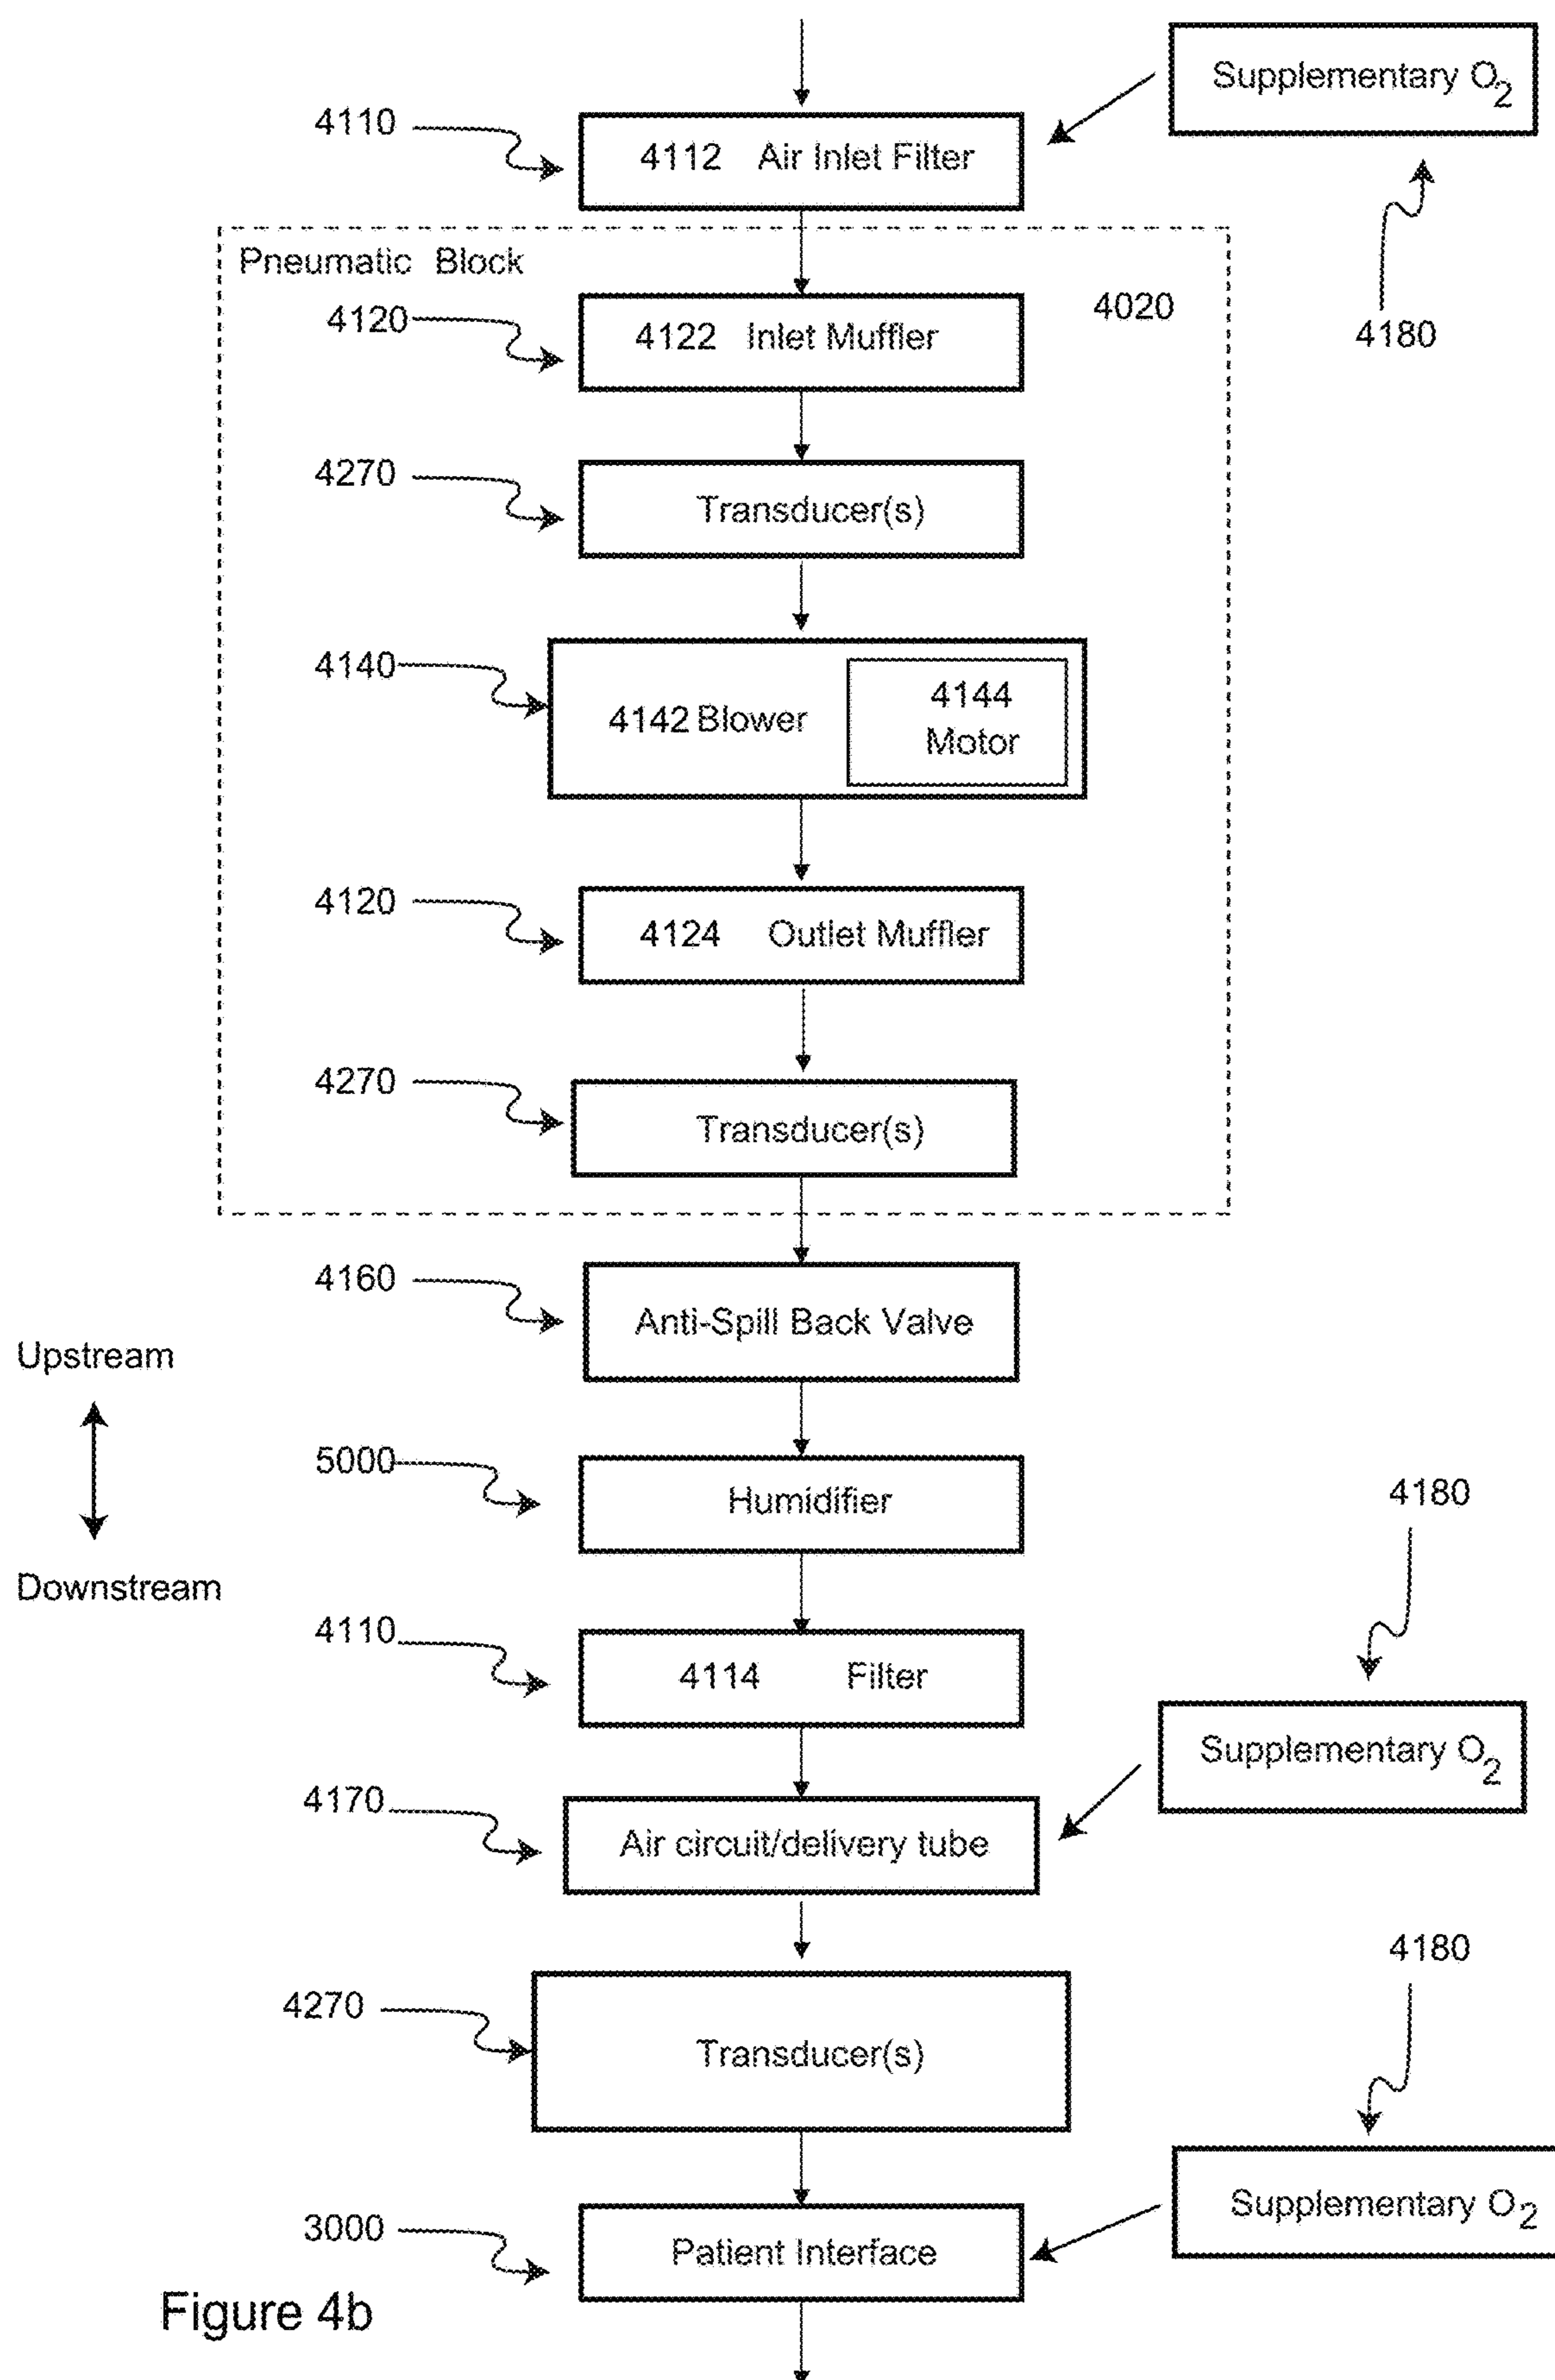 Supplementary O2
4110
4112 Air Inlet Filter
Pneumatic Block
4020
4180
4120
4122 Inlet Muffler
4270
Transducer(s)
4140
4142 Blower
4144
Motor
4120
4124 Outlet Muffler
4270
Transducer(s)
4160
Anti-Spill Back Valve
Upstream
Downstream
5000
Humidifier
4180
4110
4114 Filter
Supplementary O2
4170
Air circuit/delivery tube
4180
4270
Transducer(s)
Supplementary O2
3000
Patient Interface
Figure 4b